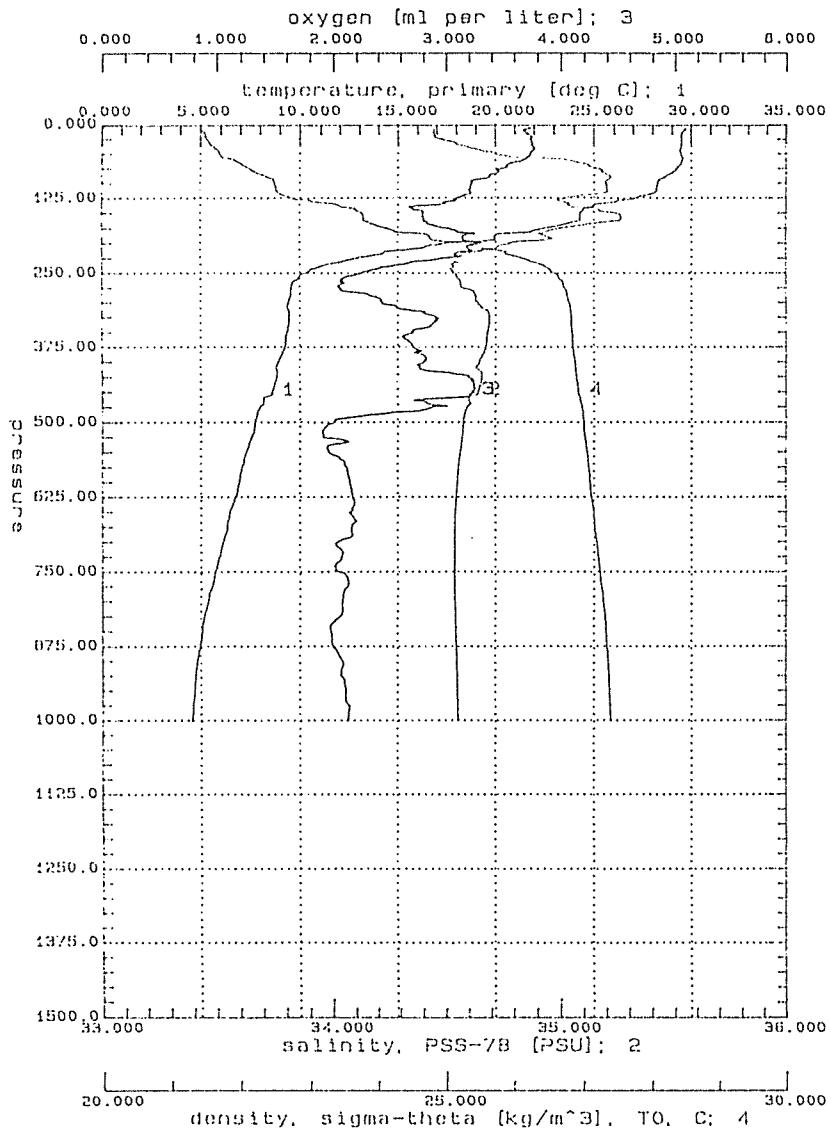 oxygen [ml per liter]; 3
0.000 1.000 2.000 3.000 4.000 5.000 8.000
temperature, primary [deg C]; 1
0.000 5.000 10.000 15.000 20.000 25.000 30.000 35.000
0.000
125.00
250.00
375.00
1 3 4
500.00
pressure
625.00
750.00
875.00
1000.0
1125.0
1250.0
1375.0
1500.0
33.000 34.000 35.000 36.000
salinity, PSS-78 [PSU]; 2
20.000 25.000 30.000
density, sigma-theta [kg/m^3], T0, C; 4